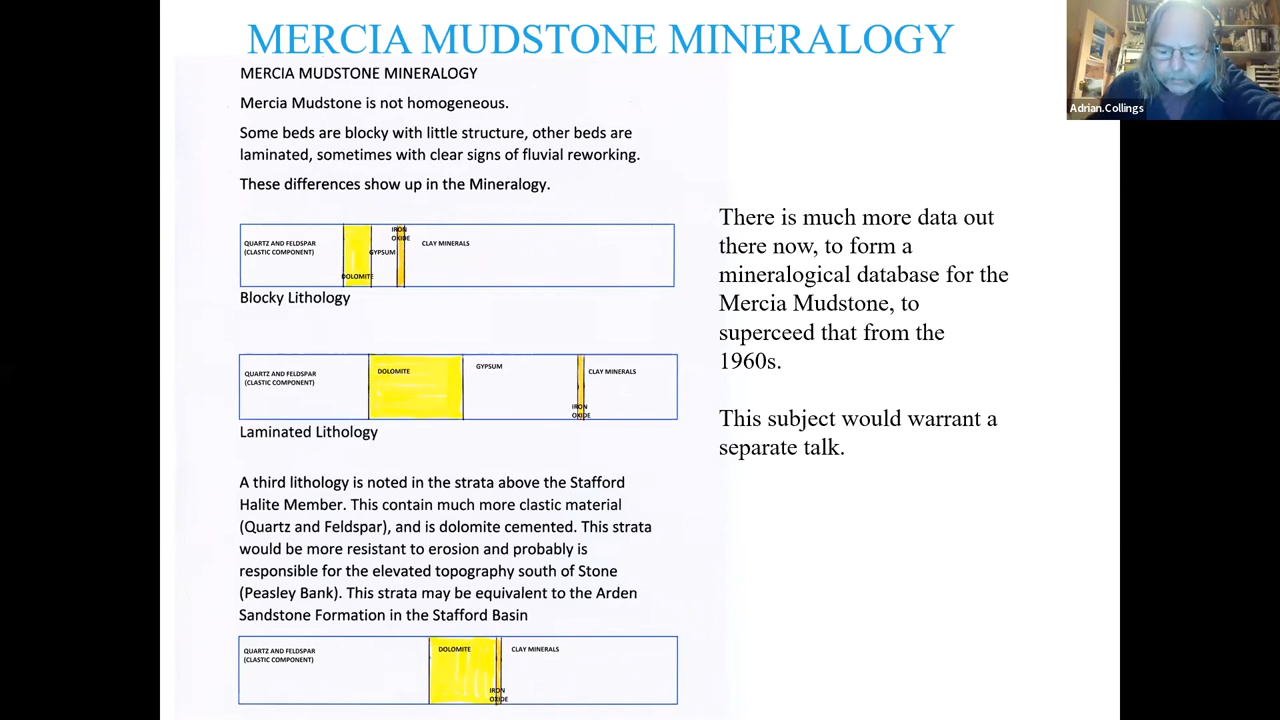 MERCIA MUDSTONE MINERALOGY
Adrian.Collings
MERCIA MUDSTONE MINERALOGY
Mercia Mudstone is not homogeneous.
Some beds are blocky with little structure, other beds are
laminated, sometimes with clear signs of fluvial reworking.
These differences show up in the Mineralogy.
QUARTZ AND FELDSPAR
(CLASTIC COMPONENT)
DOLOMITE
GYPSUM
IRON
OXIDE
CLAY MINERALS
Blocky Lithology
QUARTZ AND FELDSPAR
(CLASTIC COMPONENT)
DOLOMITE
GYPSUM
IRON
OXIDE
CLAY MINERALS
Laminated Lithology
A third lithology is noted in the strata above the Stafford
Halite Member. This contain much more clastic material
(Quartz and Feldspar), and is dolomite cemented. This strata
would be more resistant to erosion and probably is
responsible for the elevated topography south of Stone
(Peasley Bank). This strata may be equivalent to the Arden
Sandstone Formation in the Stafford Basin
QUARTZ AND FELDSPAR
(CLASTIC COMPONENT)
DOLOMITE
IRON
OXIDE
CLAY MINERALS
There is much more data out
there now, to form a
mineralogical database for the
Mercia Mudstone, to
superceed that from the
1960s.
This subject would warrant a
separate talk.